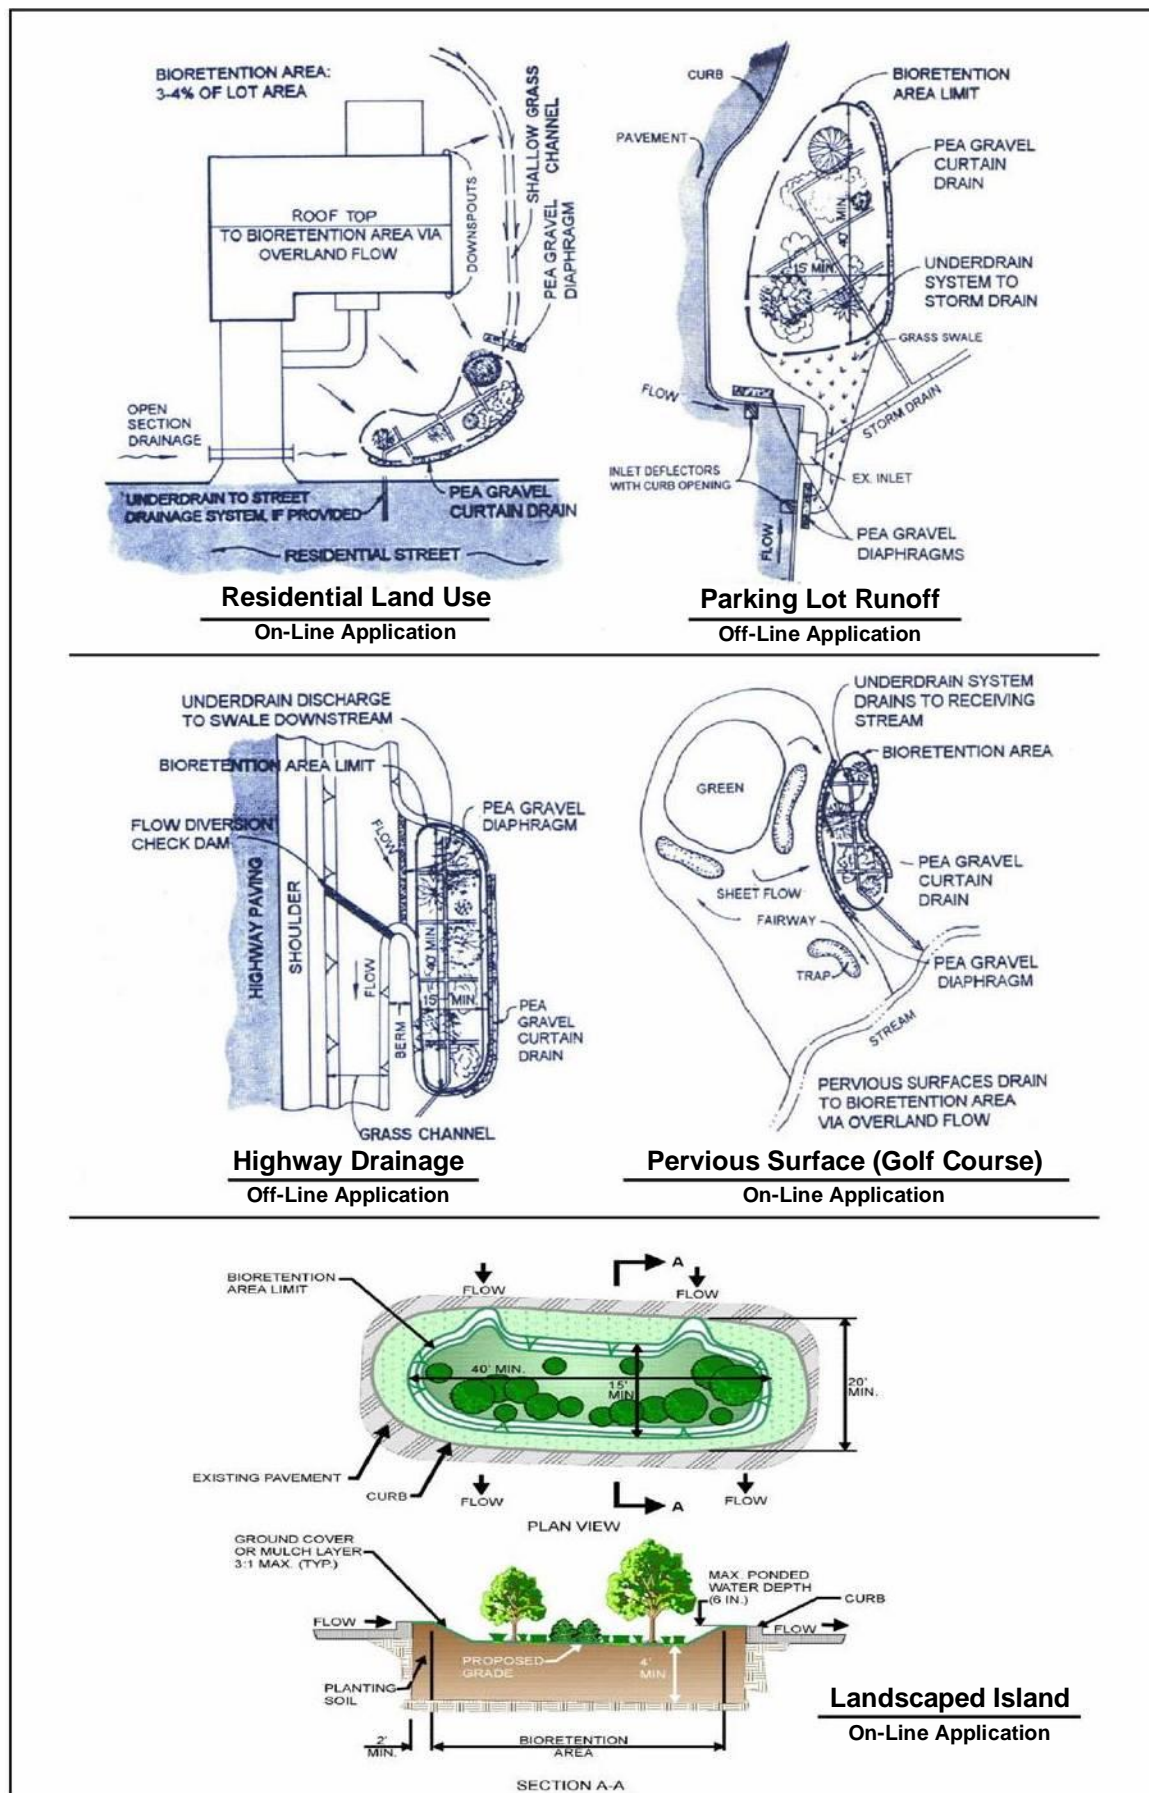 BIORETENTION AREA:
3-4% OF LOT AREA
ROOF TOP
TO BIORETENTION AREA VIA
OVERLAND FLOW
DOWNSPOUTS
SHALLOW GRASS
CHANNEL
PEA GRAVEL
DIAPHRAGM
OPEN
SECTION
DRAINAGE
UNDERDRAIN TO STREET
DRAINAGE SYSTEM, IF PROVIDED
PEA GRAVEL
CURTAIN DRAIN
RESIDENTIAL STREET
Residential Land Use
On-Line Application
CURB
PAVEMENT
BIORETENTION
AREA LIMIT
PEA GRAVEL
CURTAIN
DRAIN
40' MIN.
15' MIN.
UNDERDRAIN
SYSTEM TO
STORM DRAIN
GRASS SWALE
FLOW
STORM DRAIN
INLET DEFLECTORS
WITH CURB OPENING
EX. INLET
FLOW
PEA GRAVEL
DIAPHRAGMS
Parking Lot Runoff
Off-Line Application
UNDERDRAIN DISCHARGE
TO SWALE DOWNSTREAM
BIORETENTION AREA LIMIT
FLOW DIVERSION
CHECK DAM
HIGHWAY PAVING
SHOULDER
FLOW
FLOW
BERM
PEA GRAVEL
DIAPHRAGM
40' MIN.
15' MIN.
PEA
GRAVEL
CURTAIN
DRAIN
GRASS CHANNEL
Highway Drainage
Off-Line Application
UNDERDRAIN SYSTEM
DRAINS TO RECEIVING
STREAM
BIORETENTION AREA
GREEN
PEA GRAVEL
CURTAIN
DRAIN
SHEET FLOW
FAIRWAY
TRAP
PEA GRAVEL
DIAPHRAGM
STREAM
PERVIOUS SURFACES DRAIN
TO BIORETENTION AREA
VIA OVERLAND FLOW
Pervious Surface (Golf Course)
On-Line Application
BIORETENTION
AREA LIMIT
FLOW
A
FLOW
40' MIN.
15'
MIN.
20'
MIN.
EXISTING PAVEMENT
CURB
FLOW
A
FLOW
PLAN VIEW
GROUND COVER
OR MULCH LAYER
3:1 MAX. (TYP.)
MAX. PONDED
WATER DEPTH
(6 IN.)
CURB
FLOW
FLOW
PROPOSED
GRADE
4'
MIN
PLANTING
SOIL
2'
MIN.
BIORETENTION
AREA
SECTION A-A
Landscaped Island
On-Line Application